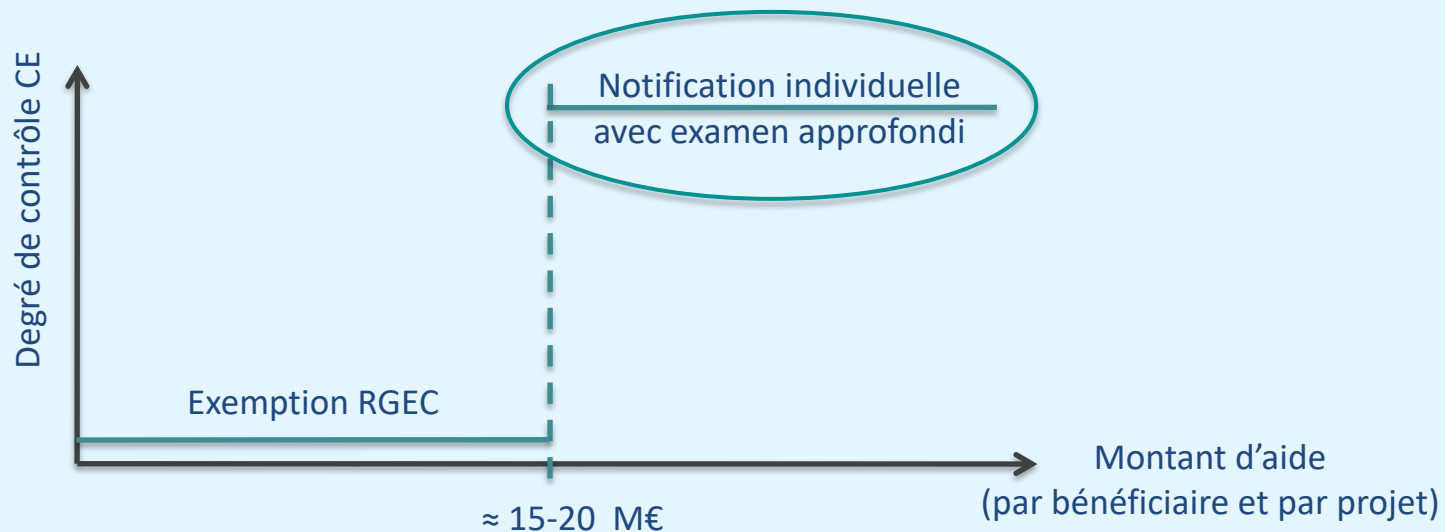 Degré de contrôle CE
Notification individuelle
avec examen approfondi
Exemption RGEC
Montant d’aide
(par bénéficiaire et par projet)
≈ 15-20 M€